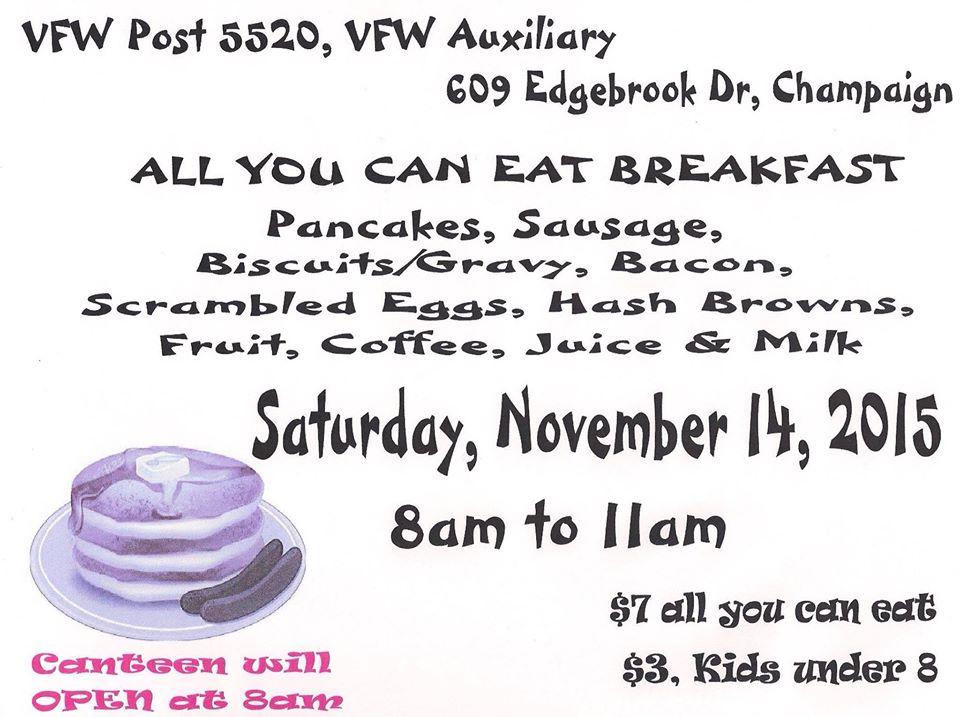 VFW Post 5520, VFW Auxiliary
609 Edgebrook Dr, Champaign
ALL YOU CAN EAT BREAKFAST
Pancakes, Sausage,
Biscuits/Gravy, Bacon,
Scrambled Eggs, Hash Browns,
Fruit, Coffee, Juice & Milk
Saturday, November 14, 2015
8am to 11am
$7 all you can eat
$3, Kids under 8
Canteen will
OPEN at 8am